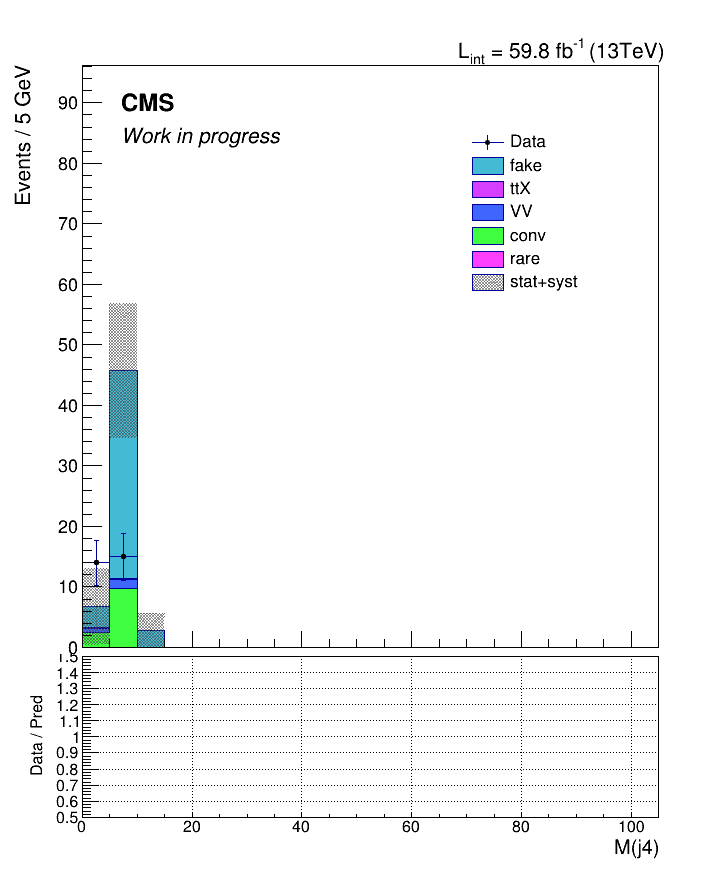 L_int = 59.8 fb^-1 (13TeV)
Events / 5 GeV
CMS
Work in progress
Data
fake
ttX
VV
conv
rare
stat+syst
90
80
70
60
50
40
30
20
10
0
Data / Pred
1.5
1.4
1.3
1.2
1.1
1
0.9
0.8
0.7
0.6
0.5
0 20 40 60 80 100
M(j4)